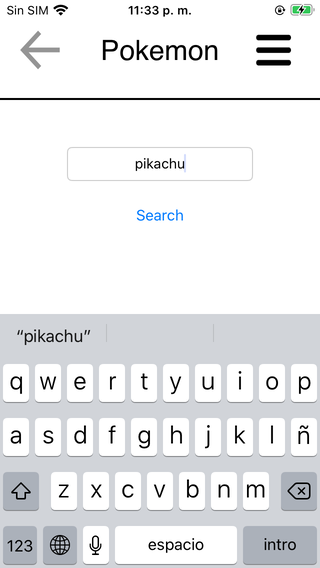 Sin SIM 11:33 p. m.
Pokemon
pikachu
Search
“pikachu”
q w e r t y u i o p
a s d f g h j k l ñ
z x c v b n m
123 espacio intro